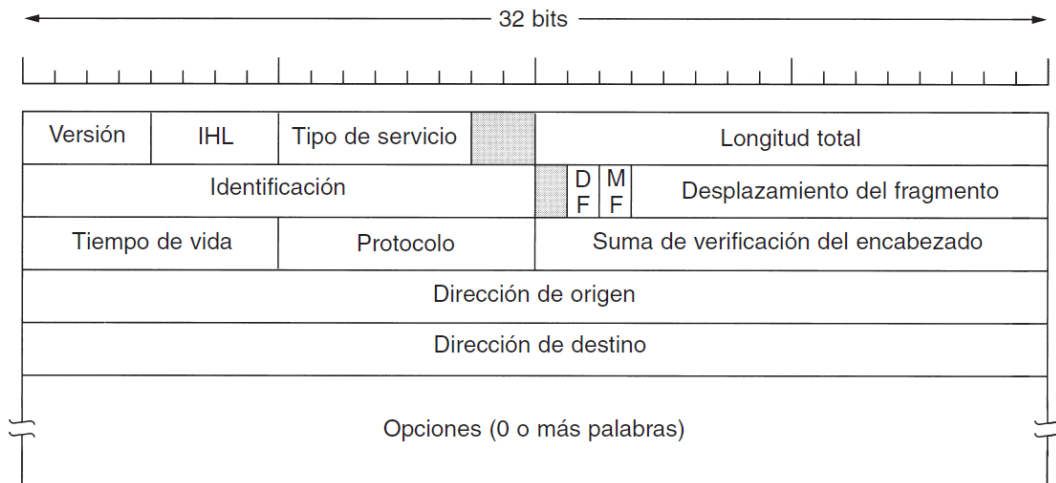 32 bits
Versión IHL Tipo de servicio Longitud total
Identificación D F M F Desplazamiento del fragmento
Tiempo de vida Protocolo Suma de verificación del encabezado
Dirección de origen
Dirección de destino
Opciones (0 o más palabras)